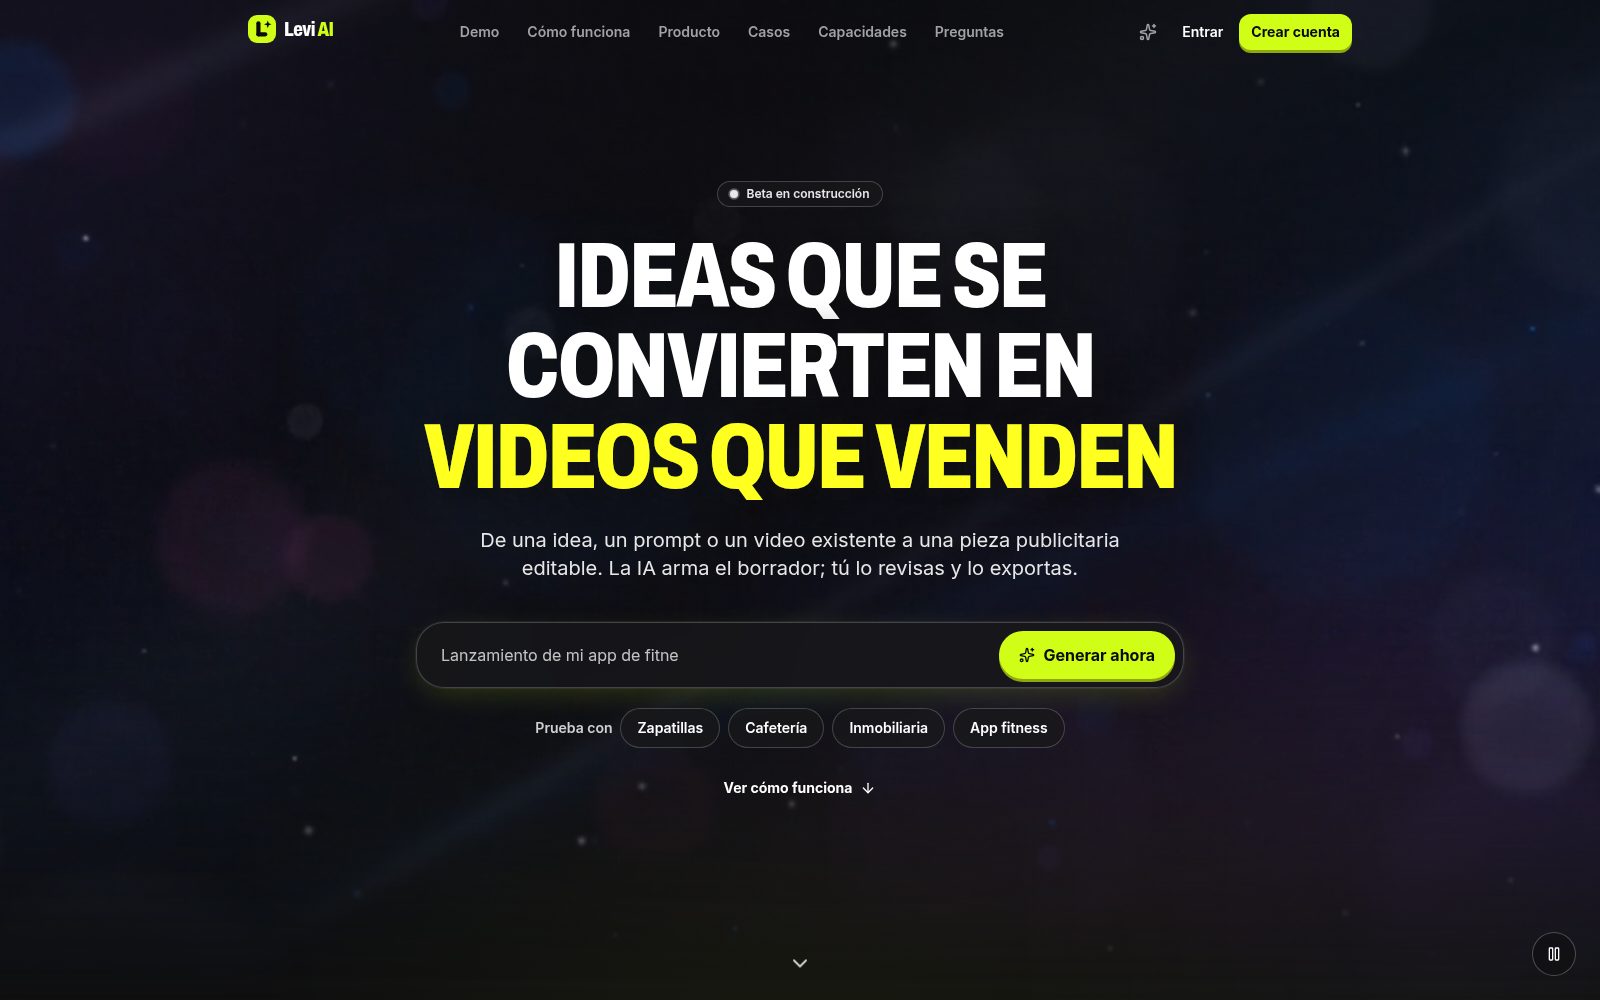 Levi AI
Demo
Cómo funciona
Producto
Casos
Capacidades
Preguntas
Entrar
Crear cuenta
Beta en construcción
IDEAS QUE SE
CONVIERTEN EN
VIDEOS QUE VENDEN
De una idea, un prompt o un video existente a una pieza publicitaria
editable. La IA arma el borrador; tú lo revisas y lo exportas.
Lanzamiento de mi app de fitne
Generar ahora
Prueba con
Zapatillas
Cafetería
Inmobiliaria
App fitness
Ver cómo funciona